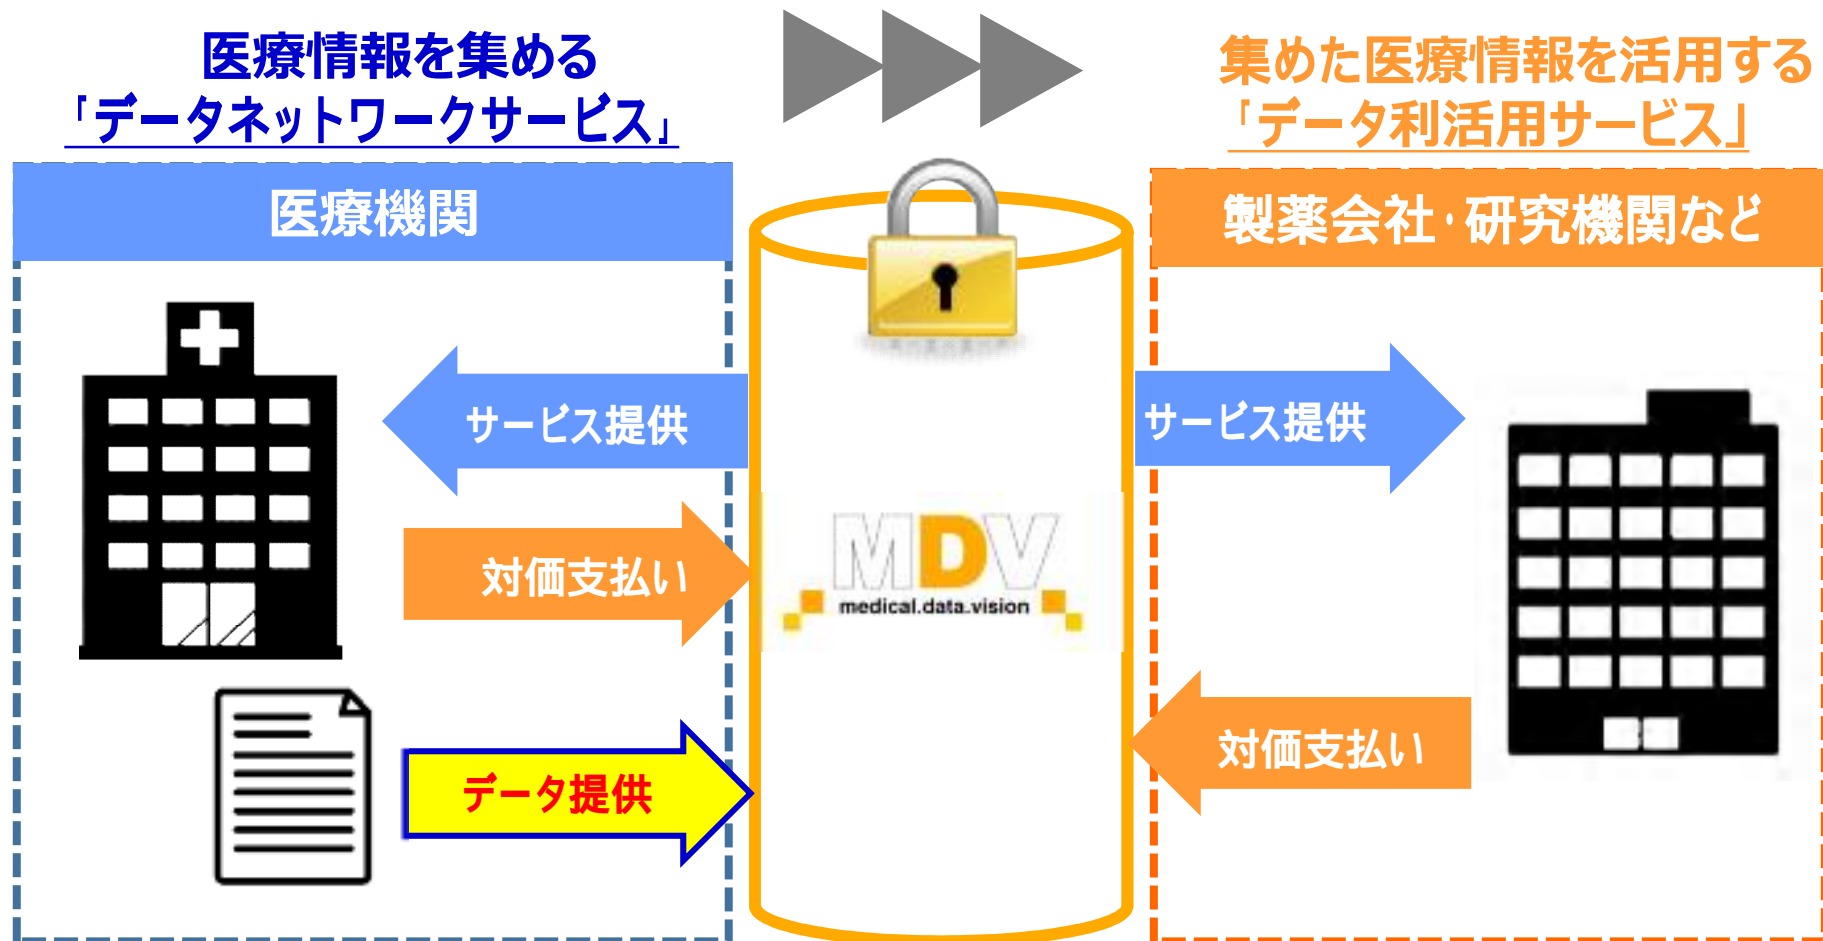 医療情報を集める
「データネットワークサービス」
集めた医療情報を活用する
「データ利活用サービス」
医療機関
製薬会社・研究機関など
サービス提供
サービス提供
対価支払い
MDV
medical.data.vision
対価支払い
データ提供